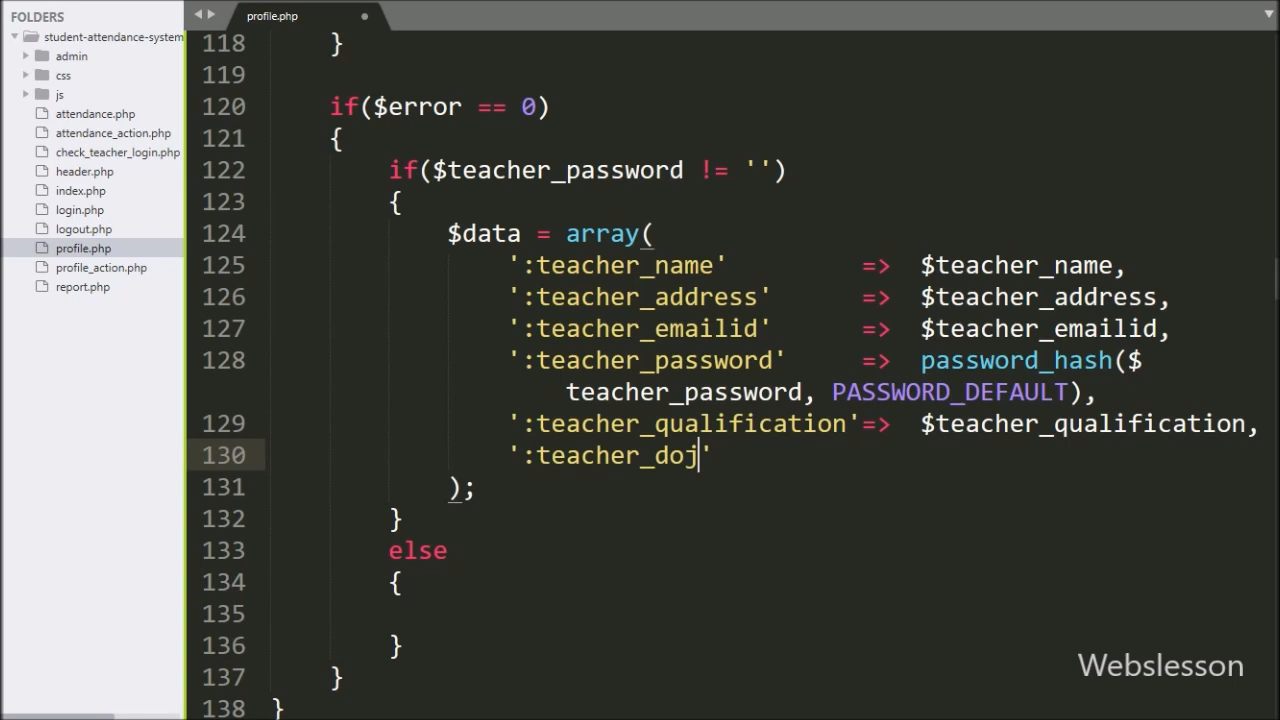 FOLDERS
student-attendance-system
admin
css
js
attendance.php
attendance_action.php
check_teacher_login.php
header.php
index.php
login.php
logout.php
profile.php
profile_action.php
report.php
profile.php
118 }
119
120 if($error == 0)
121 {
122 if($teacher_password != '')
123 {
124 $data = array(
125 ':teacher_name' => $teacher_name,
126 ':teacher_address' => $teacher_address,
127 ':teacher_emailid' => $teacher_emailid,
128 ':teacher_password' => password_hash($
teacher_password, PASSWORD_DEFAULT),
129 ':teacher_qualification'=> $teacher_qualification,
130 ':teacher_doj'
131 );
132 }
133 else
134 {
135
136 }
137 }
138 }
Webslesson